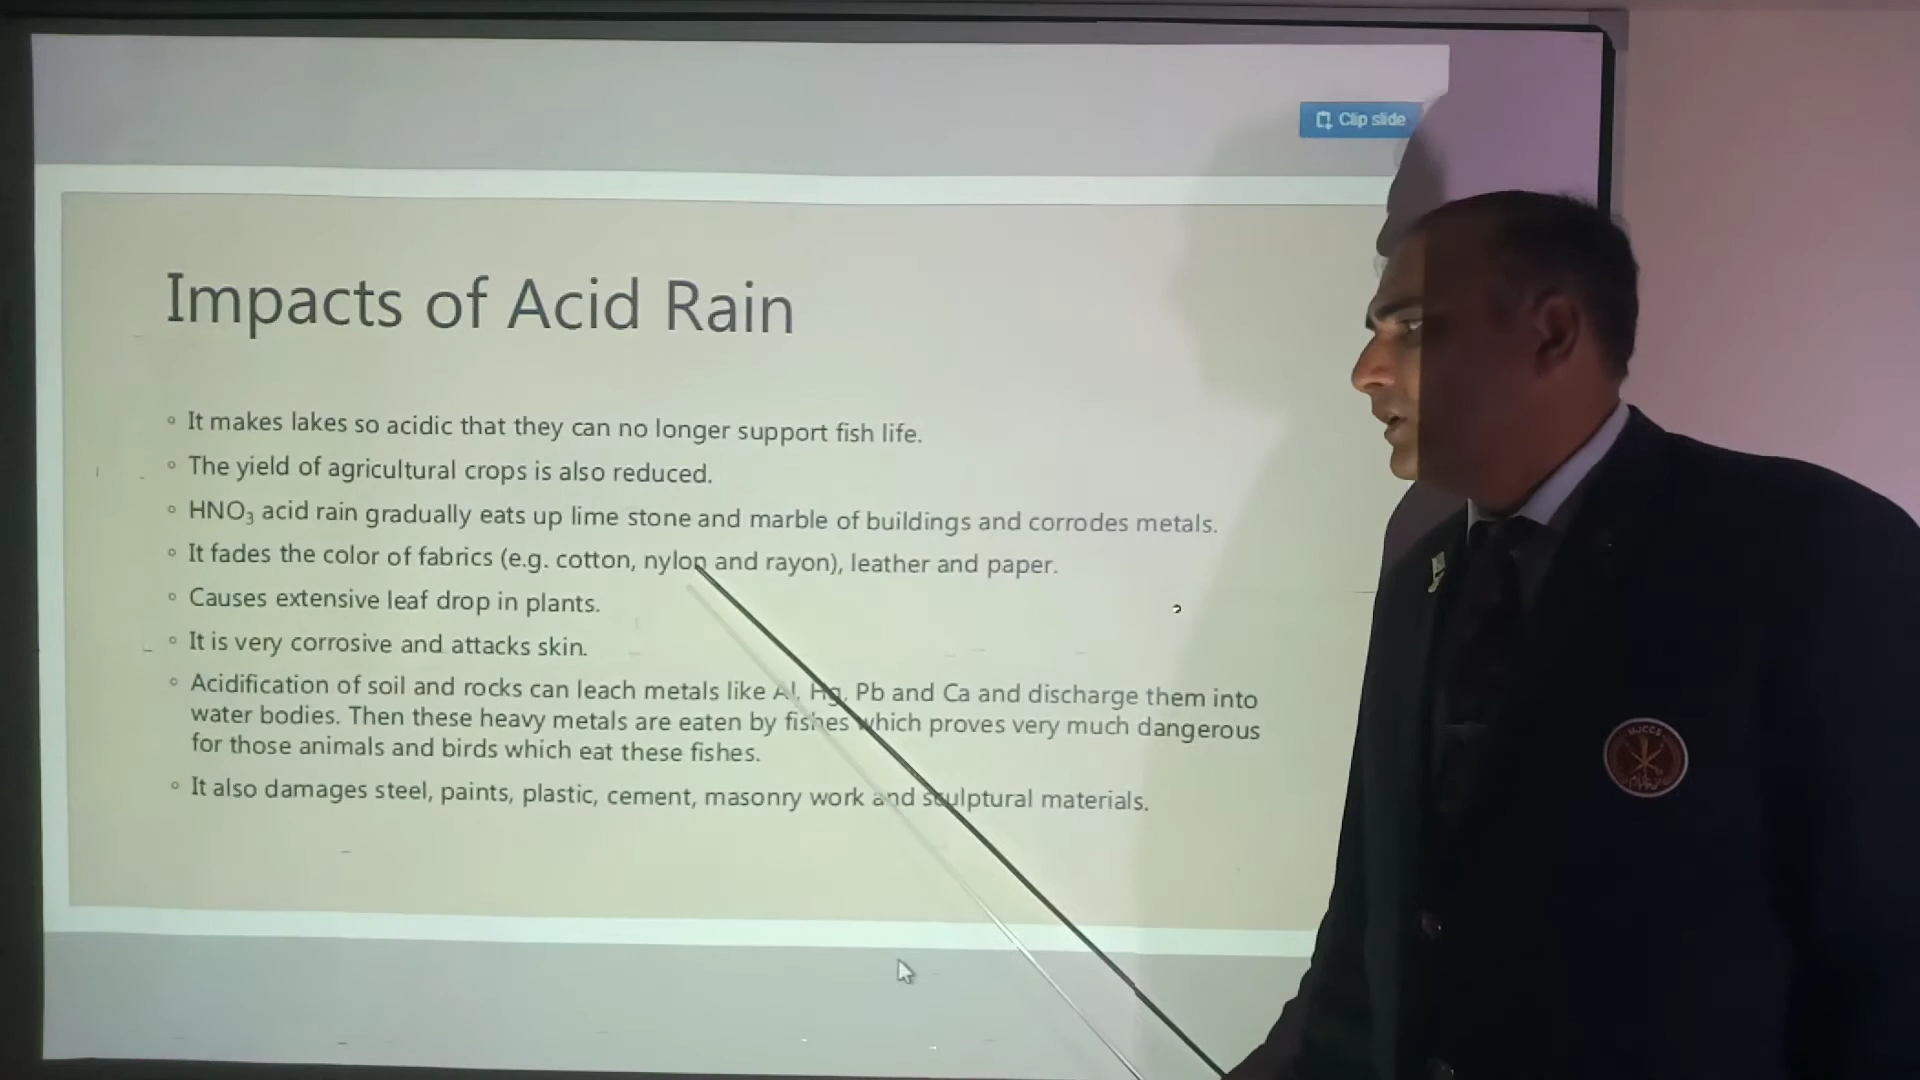 Clip slide
Impacts of Acid Rain
◦ It makes lakes so acidic that they can no longer support fish life.
◦ The yield of agricultural crops is also reduced.
◦ HNO₃ acid rain gradually eats up lime stone and marble of buildings and corrodes metals.
◦ It fades the color of fabrics (e.g. cotton, nylon and rayon), leather and paper.
◦ Causes extensive leaf drop in plants.
◦ It is very corrosive and attacks skin.
◦ Acidification of soil and rocks can leach metals like Al, Hg, Pb and Ca and discharge them into
water bodies. Then these heavy metals are eaten by fishes which proves very much dangerous
for those animals and birds which eat these fishes.
◦ It also damages steel, paints, plastic, cement, masonry work and sculptural materials.